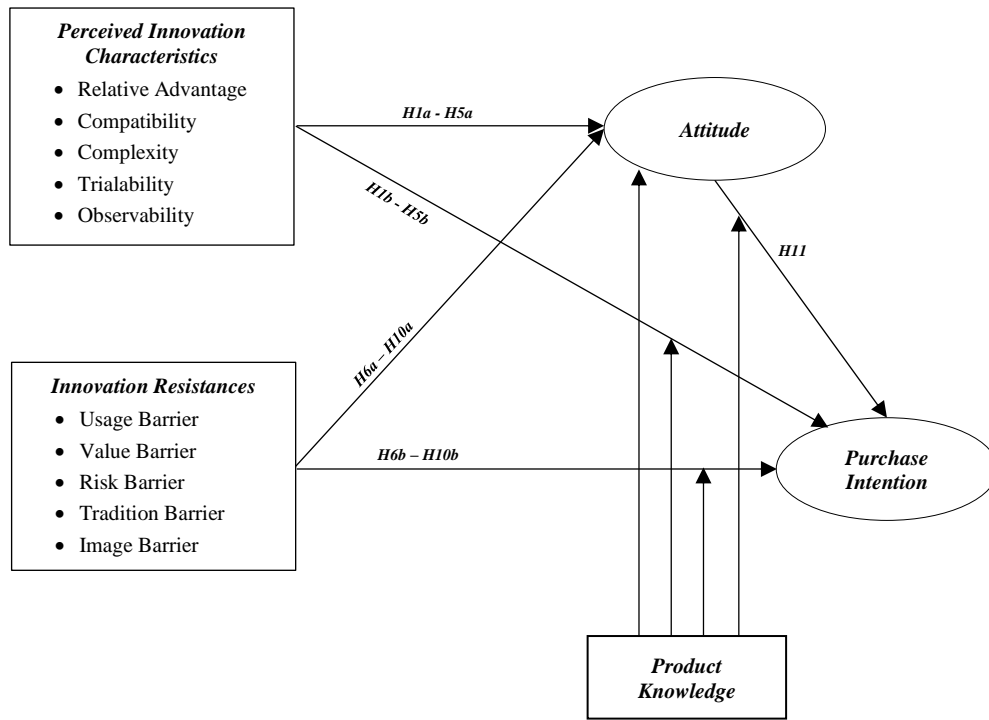 Perceived Innovation
Characteristics
• Relative Advantage
• Compatibility
• Complexity
• Trialability
• Observability
H1a - H5a
Attitude
H1b - H5b
H11
H6a – H10a
Innovation Resistances
• Usage Barrier
• Value Barrier
• Risk Barrier
• Tradition Barrier
• Image Barrier
H6b – H10b
Purchase
Intention
Product
Knowledge